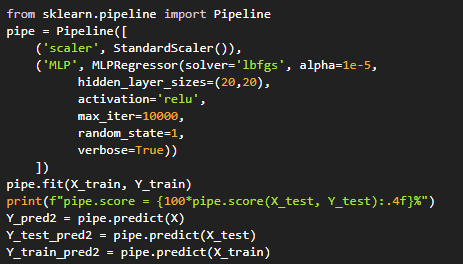 from sklearn.pipeline import Pipeline
pipe = Pipeline([
    ('scaler', StandardScaler()),
    ('MLP', MLPRegressor(solver='lbfgs', alpha=1e-5,
          hidden_layer_sizes=(20,20),
          activation='relu',
          max_iter=10000,
          random_state=1,
          verbose=True))
    ])
pipe.fit(X_train, Y_train)
print(f"pipe.score = {100*pipe.score(X_test, Y_test):.4f}%")
Y_pred2 = pipe.predict(X)
Y_test_pred2 = pipe.predict(X_test)
Y_train_pred2 = pipe.predict(X_train)